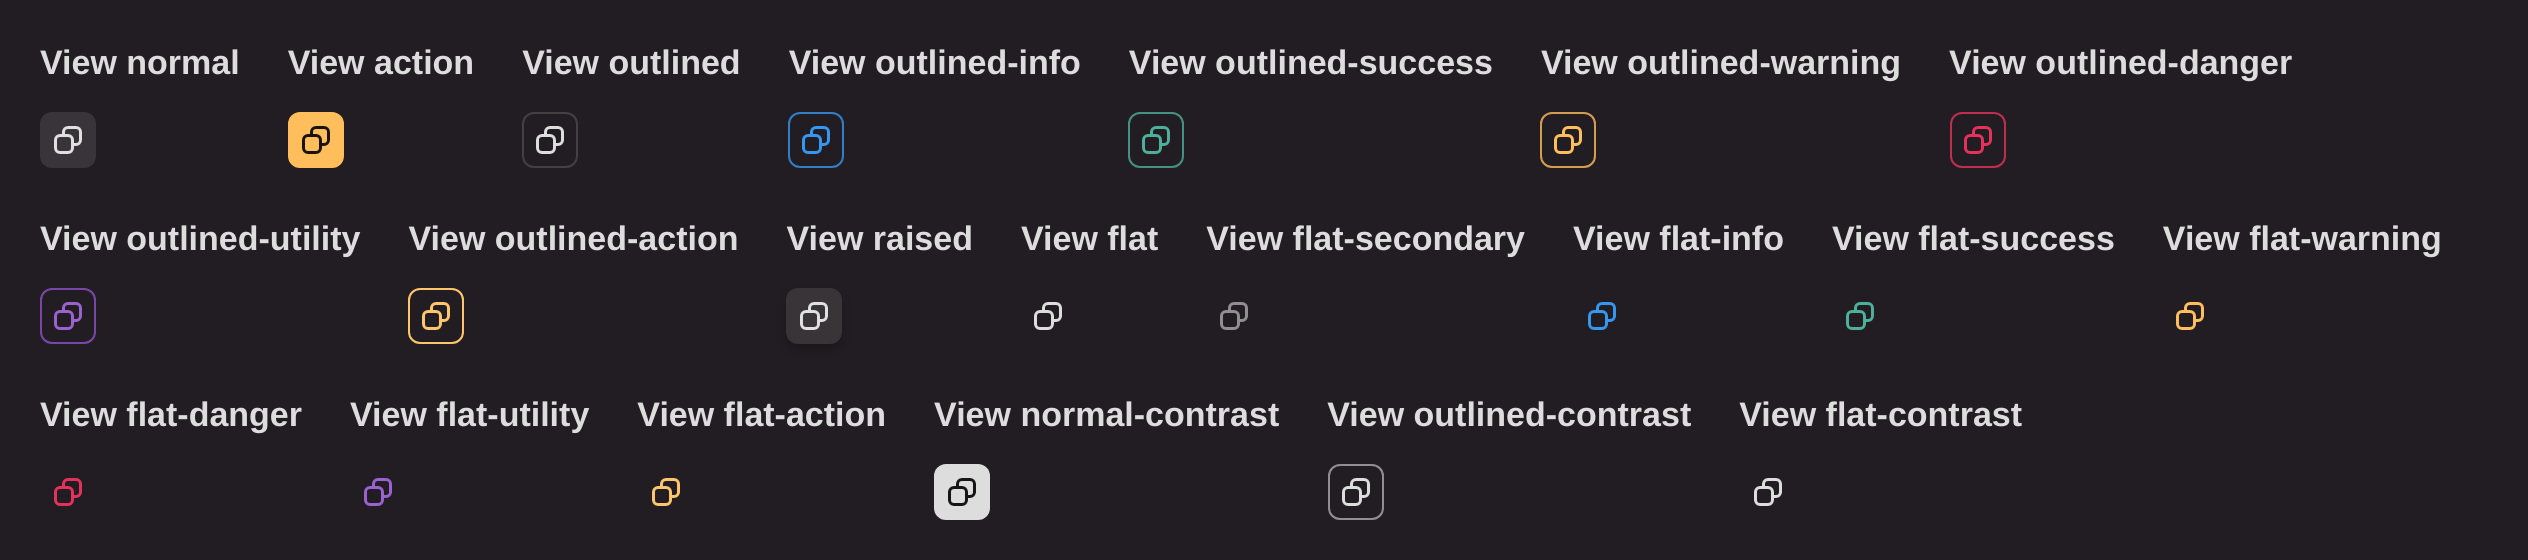 View normal View action View outlined View outlined-info View outlined-success View outlined-warning View outlined-danger
View outlined-utility View outlined-action View raised View flat View flat-secondary View flat-info View flat-success View flat-warning
View flat-danger View flat-utility View flat-action View normal-contrast View outlined-contrast View flat-contrast